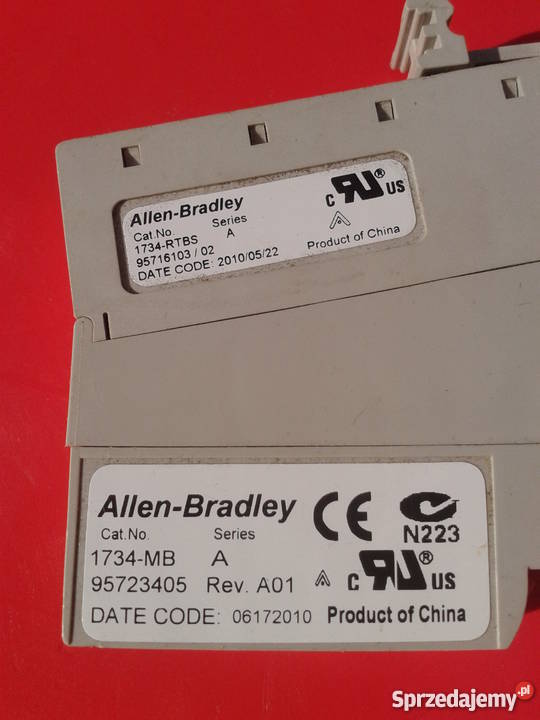 Allen-Bradley
Cat.No. Series
1734-RTBS A
95716103 / 02
DATE CODE: 2010/05/22 Product of China
c RU ® US
Allen-Bradley
Cat.No. Series
1734-MB A
95723405 Rev. A01
DATE CODE: 06172010 Product of China
CE
N223
c RU ® US
Sprzedajemy.pl